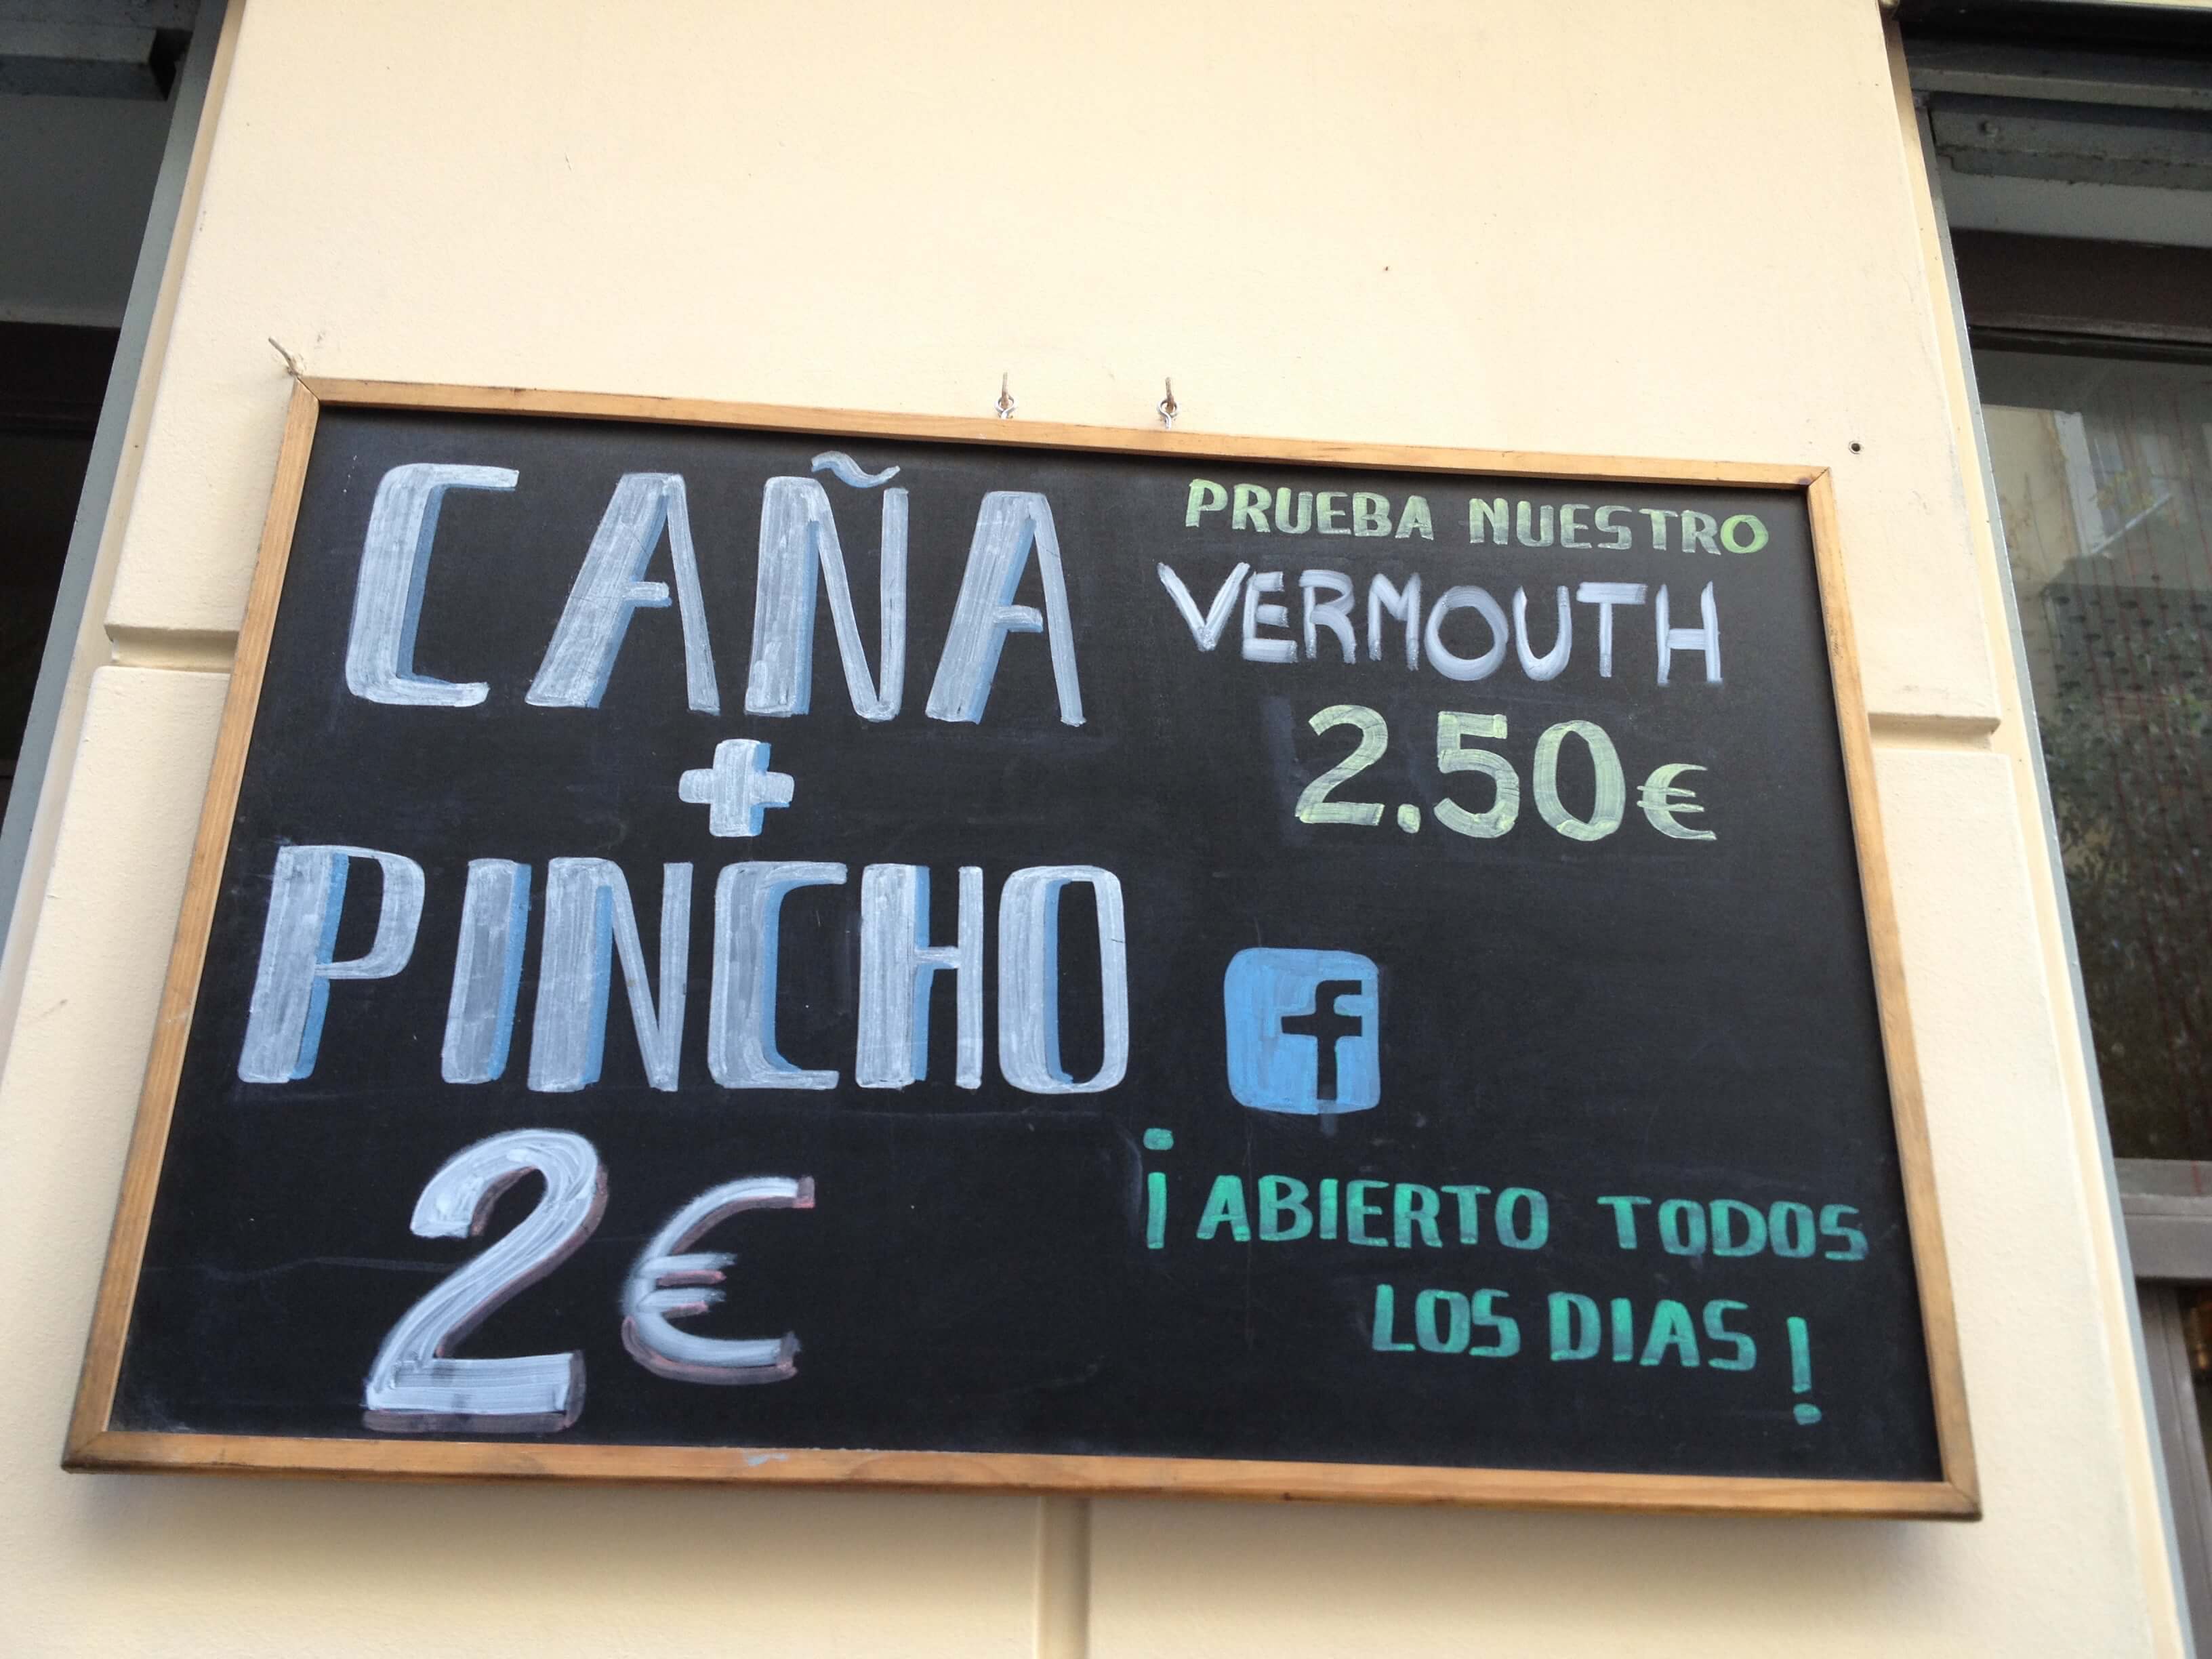 CAÑA
+
PINCHO
2€
PRUEBA NUESTRO
VERMOUTH
2.50€
f
¡ABIERTO TODOS
LOS DIAS!